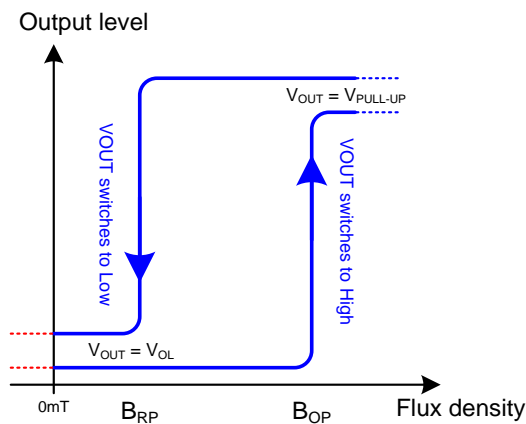 Output level
VOUT = VPULL-UP
VOUT switches to Low
VOUT switches to High
VOUT = VOL
0mT
BRP
BOP
Flux density